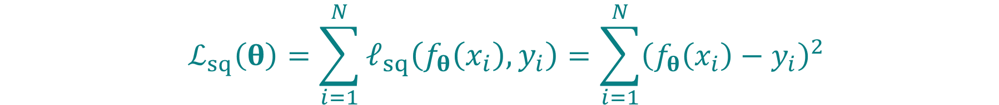 ℒ_sq(𝛉) = ∑_{i=1}^{N} ℓ_sq(f_𝛉(x_i), y_i) = ∑_{i=1}^{N} (f_𝛉(x_i) − y_i)²